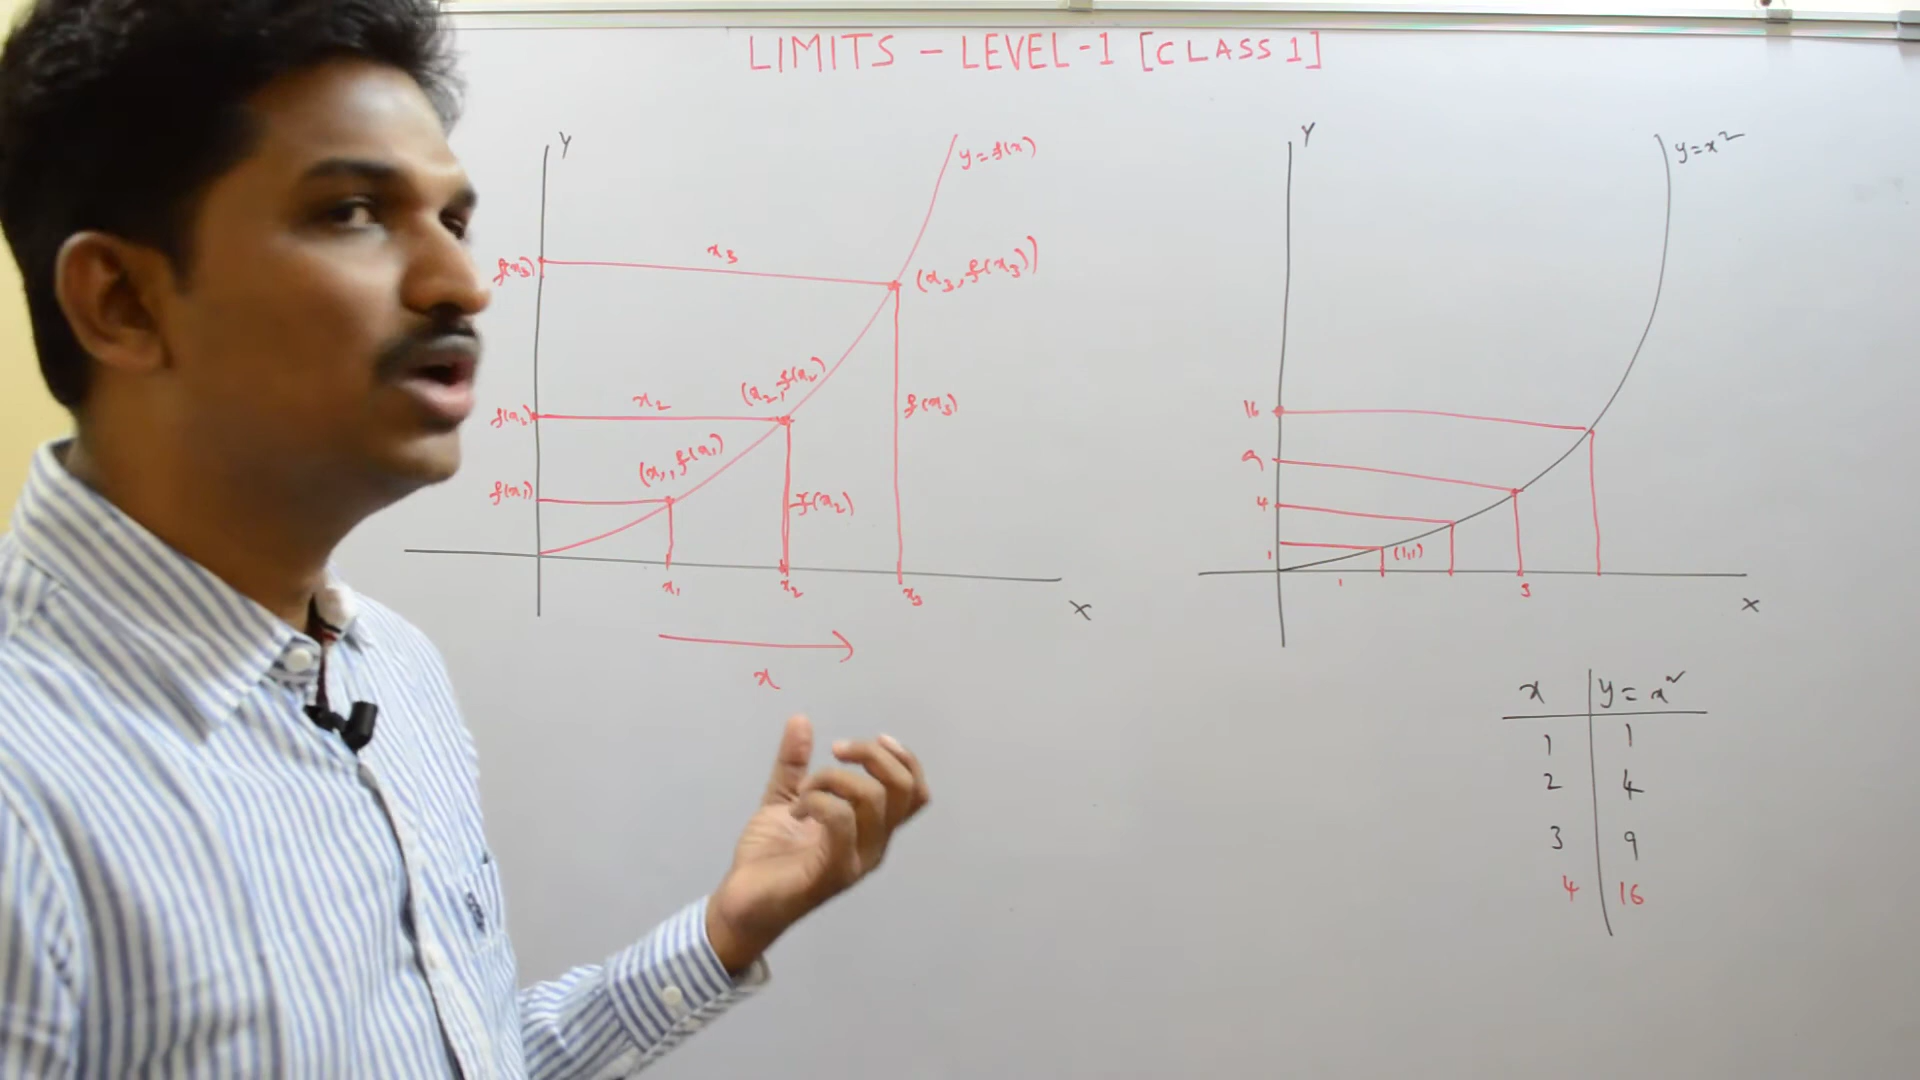 LIMITS – LEVEL-1 [CLASS 1]
Y
y=f(x)
f(x3)
x3
(x3, f(x3))
f(x2)
x2
(x2, f(x2))
f(x3)
f(x1)
(x1, f(x1)
f(x2)
x1
x2
x3
X
x
Y
y=x²
16
9
4
1
(1,1)
1
3
X
x y = x²
1 1
2 4
3 9
4 16